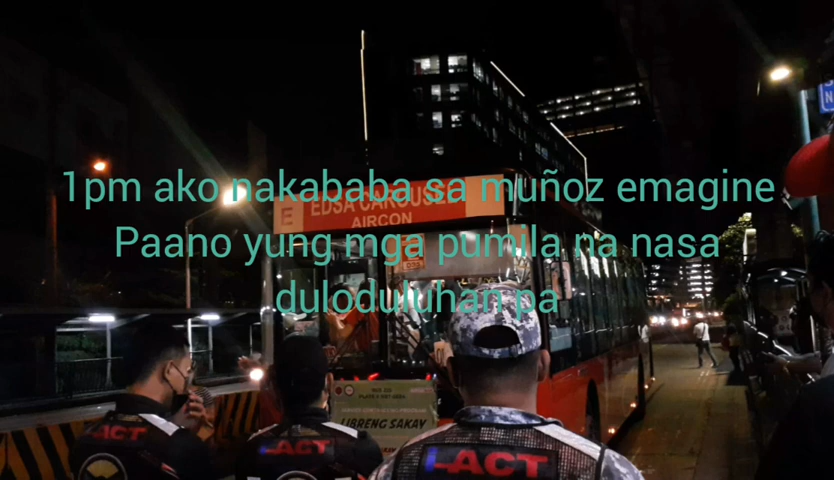 1pm ako nakababa sa muñoz emagine
Paano yung mga pumila na nasa
duloduluhan pa
E EDSA CAROUSEL
AIRCON
LIBRENG SAKAY
I-ACT
I-ACT
I-ACT